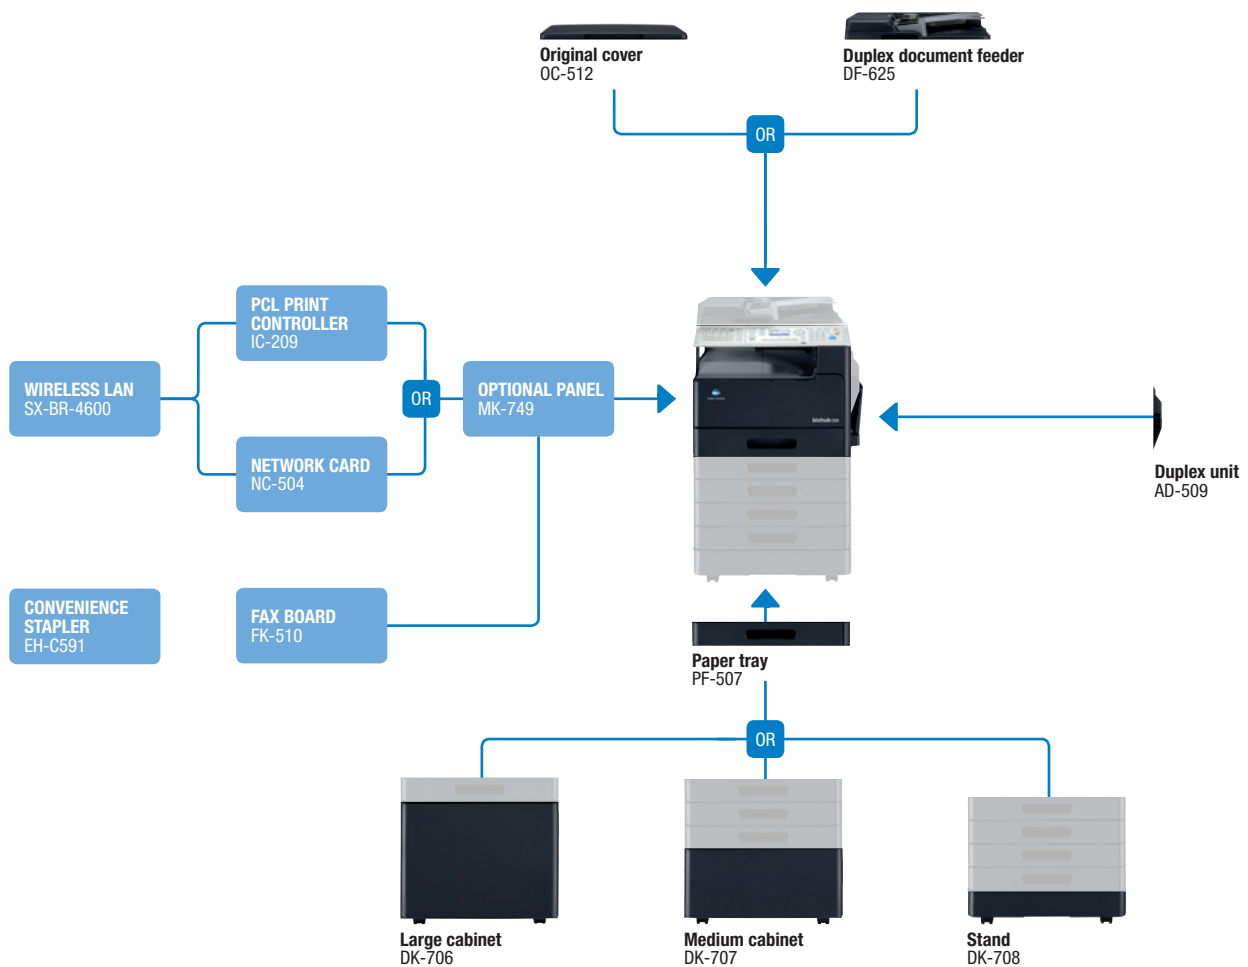 Original cover
OC-512
Duplex document feeder
DF-625
OR
PCL PRINT
CONTROLLER
IC-209
WIRELESS LAN
SX-BR-4600
OR
OPTIONAL PANEL
MK-749
NETWORK CARD
NC-504
Duplex unit
AD-509
CONVENIENCE
STAPLER
EH-C591
FAX BOARD
FK-510
Paper tray
PF-507
OR
Large cabinet
DK-706
Medium cabinet
DK-707
Stand
DK-708